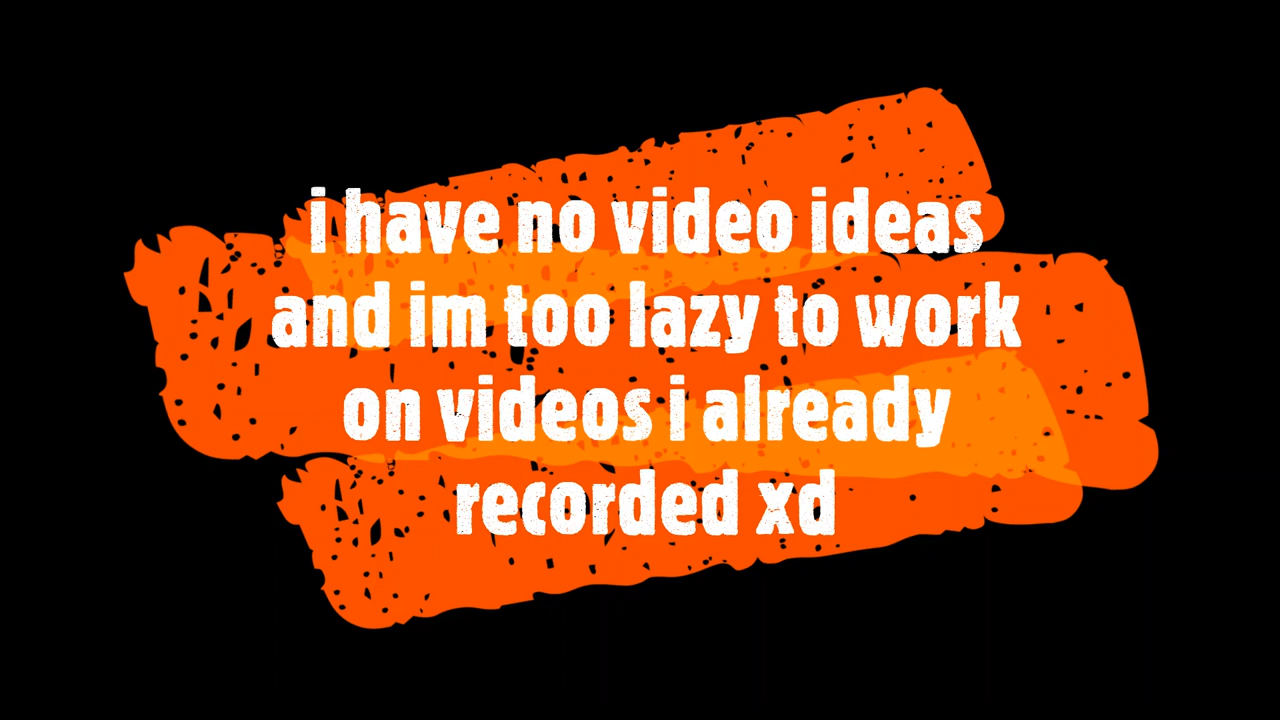 i have no video ideas
and im too lazy to work
on videos i already
recorded xd